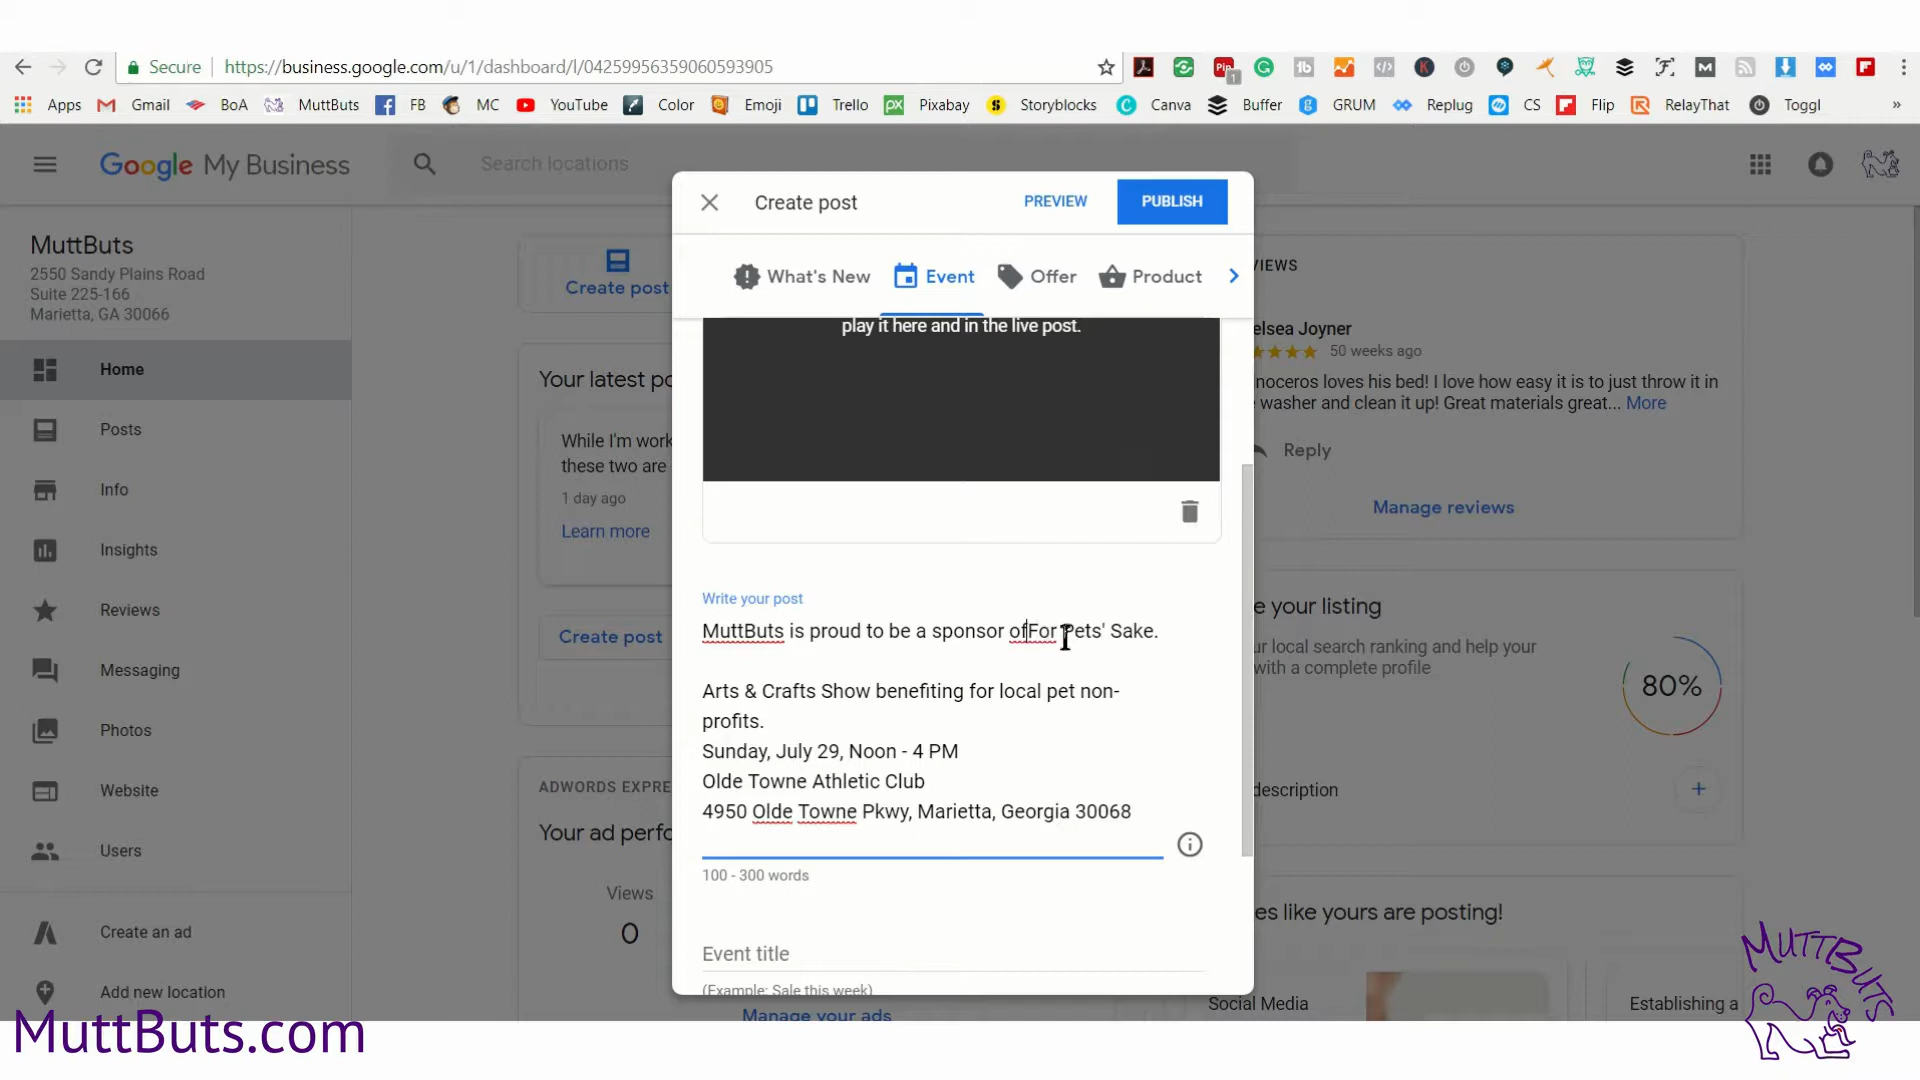 Secure
https://business.google.com/u/1/dashboard/l/04259956359060593905
1
Apps Gmail BoA MuttButs FB MC YouTube Color Emoji Trello Pixabay Storyblocks Canva Buffer GRUM Replug CS Flip RelayThat Toggl »
Google My Business
Search locations
MuttButs
2550 Sandy Plains Road
Suite 225-166
Marietta, GA 30066
Home
Posts
Info
Insights
Reviews
Messaging
Photos
Website
Users
Create an ad
Add new location
Create post
Your latest po
While I'm work
these two are
1 day ago
Learn more
Create post
ADWORDS EXPRE
Your ad perfo
Views
0
Manage your ads
Create post
PREVIEW
PUBLISH
What's New
Event
Offer
Product
play it here and in the live post.
Write your post
MuttButs is proud to be a sponsor ofFor Pets' Sake.
Arts & Crafts Show benefiting for local pet non-
profits.
Sunday, July 29, Noon - 4 PM
Olde Towne Athletic Club
4950 Olde Towne Pkwy, Marietta, Georgia 30068
100 - 300 words
Event title
(Example: Sale this week)
IEWS
elsea Joyner
50 weeks ago
noceros loves his bed! I love how easy it is to just throw it in
washer and clean it up! Great materials great... More
Reply
Manage reviews
e your listing
ur local search ranking and help your
with a complete profile
80%
description
es like yours are posting!
Social Media
Establishing a
MuttButs.com
MUTTBUTS